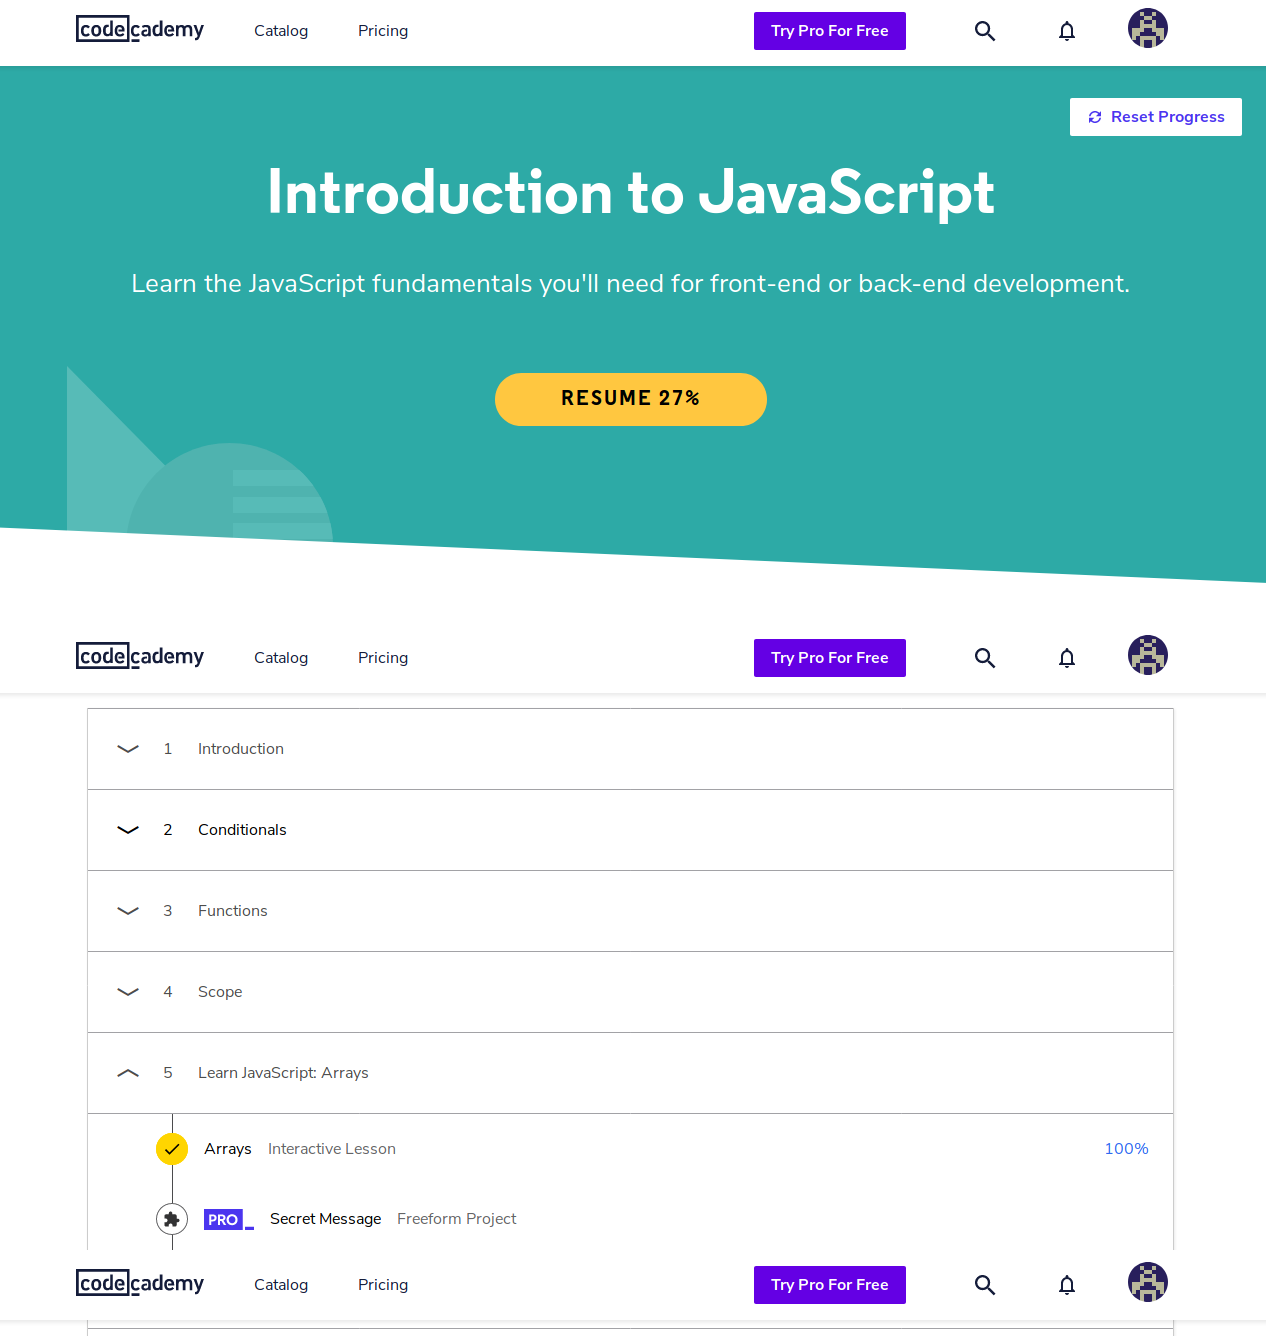 codecademy Catalog Pricing Try Pro For Free
Reset Progress
Introduction to JavaScript
Learn the JavaScript fundamentals you'll need for front-end or back-end development.
RESUME 27%
codecademy Catalog Pricing Try Pro For Free
1 Introduction
2 Conditionals
3 Functions
4 Scope
5 Learn JavaScript: Arrays
Arrays Interactive Lesson 100%
PRO Secret Message Freeform Project
codecademy Catalog Pricing Try Pro For Free